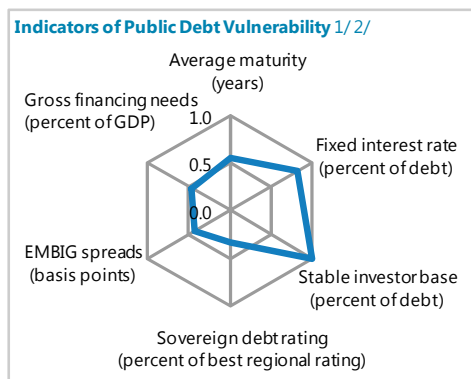 Indicators of Public Debt Vulnerability 1/ 2/
Average maturity
(years)
Gross financing needs
(percent of GDP)
1.0
Fixed interest rate
(percent of debt)
0.5
0.0
EMBIG spreads
(basis points)
Stable investor base
(percent of debt)
Sovereign debt rating
(percent of best regional rating)